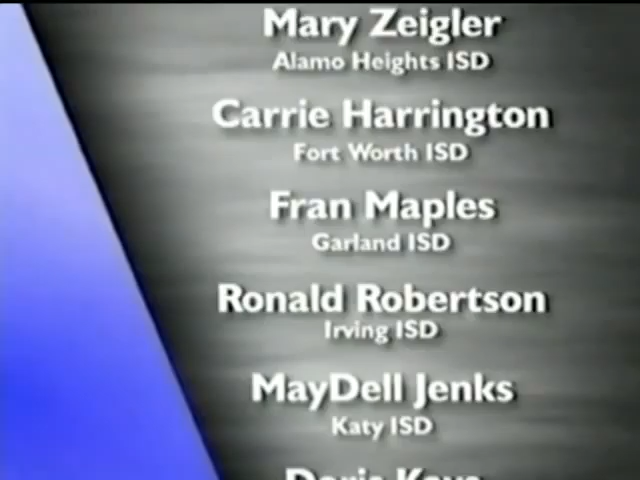 Mary Zeigler
Alamo Heights ISD
Carrie Harrington
Fort Worth ISD
Fran Maples
Garland ISD
Ronald Robertson
Irving ISD
MayDell Jenks
Katy ISD
Doris